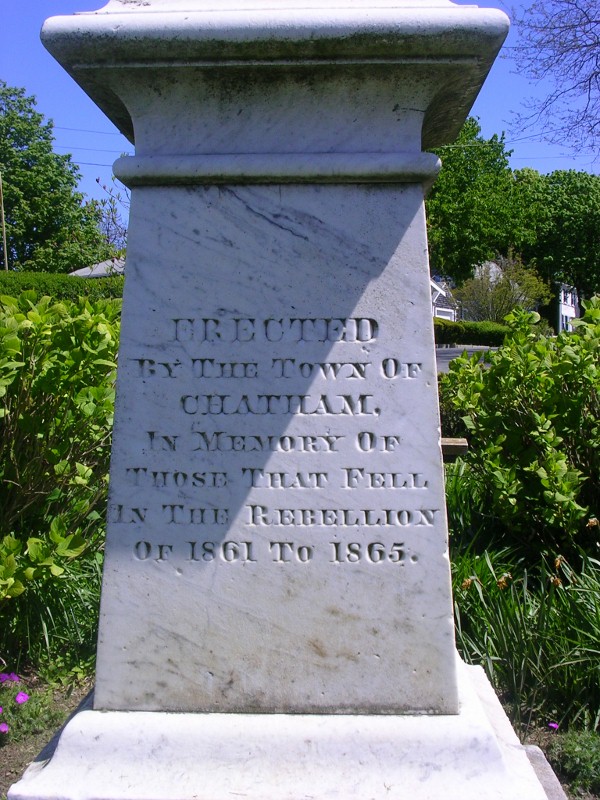 ERECTED
BY THE TOWN OF
CHATHAM,
IN MEMORY OF
THOSE THAT FELL
IN THE REBELLION
OF 1861 TO 1865.